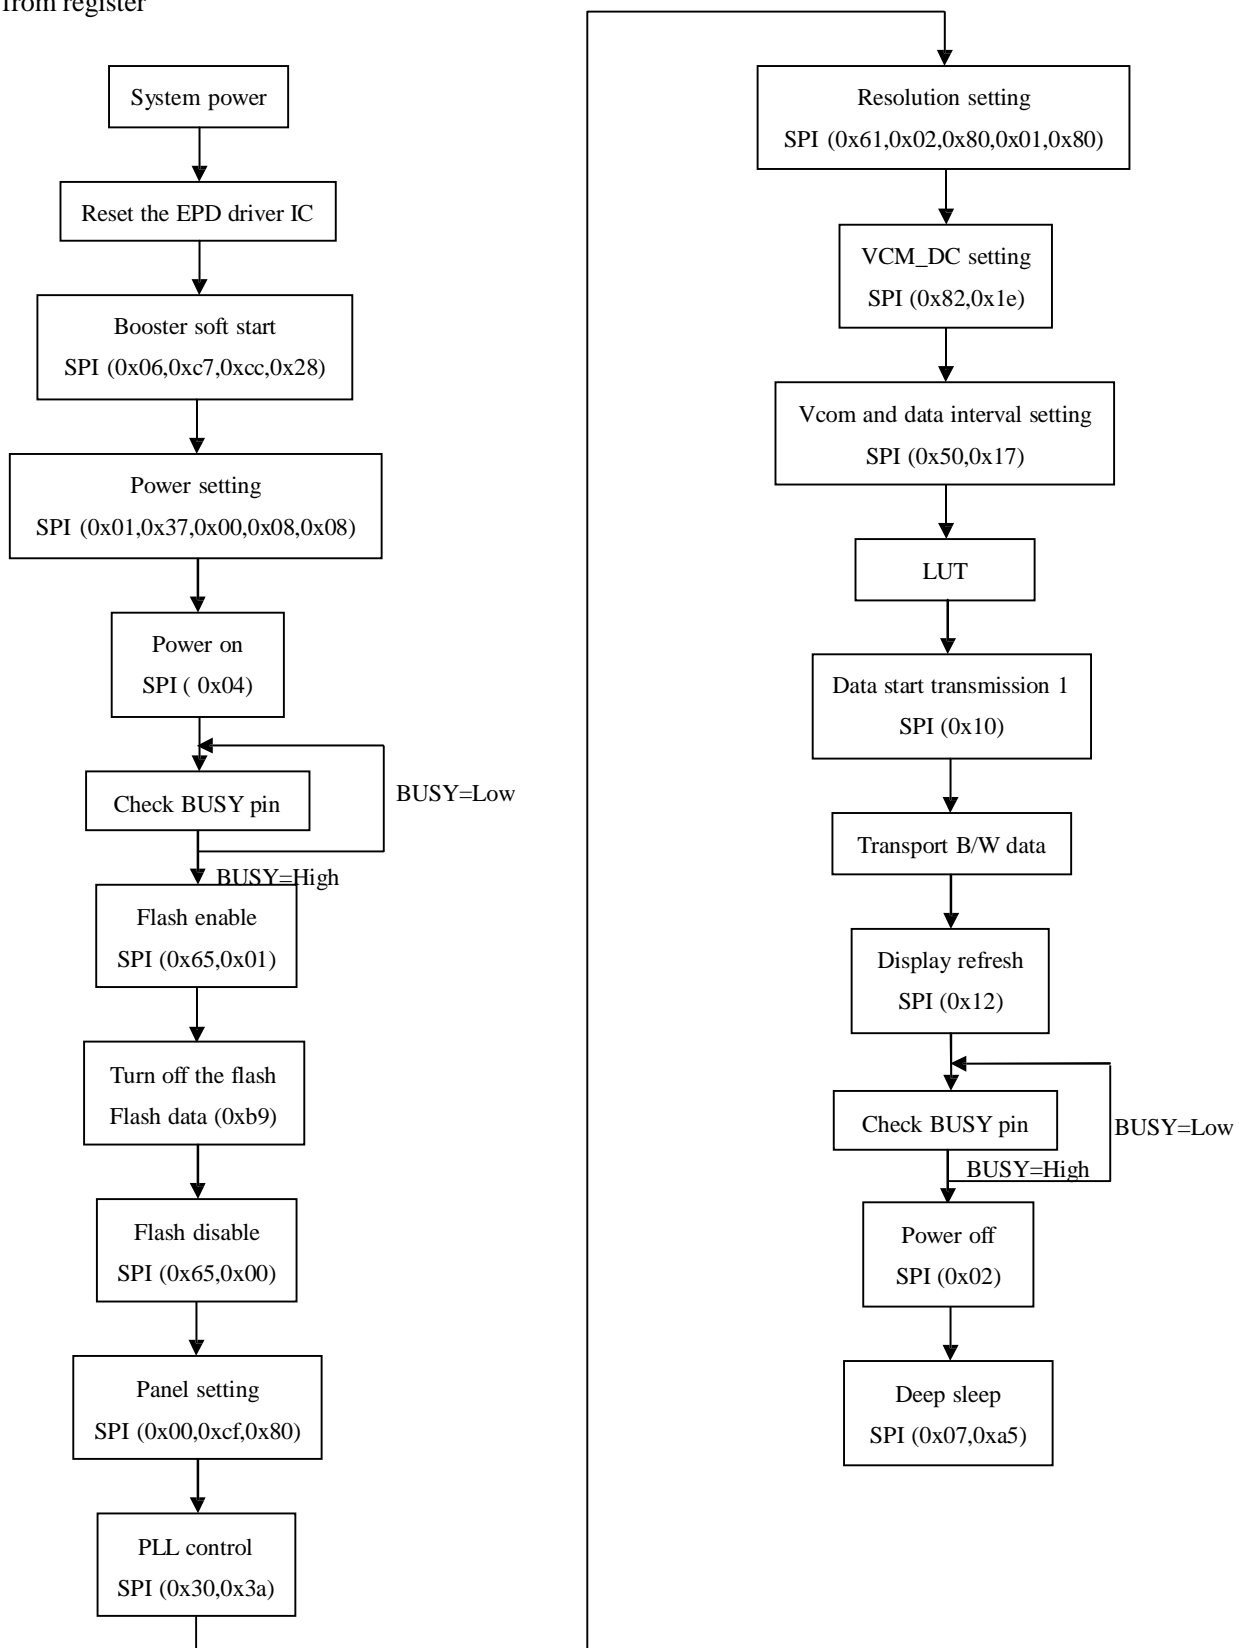 from register
System power
Reset the EPD driver IC
Booster soft start
SPI (0x06,0xc7,0xcc,0x28)
Power setting
SPI (0x01,0x37,0x00,0x08,0x08)
Power on
SPI ( 0x04)
Check BUSY pin
BUSY=Low
BUSY=High
Flash enable
SPI (0x65,0x01)
Turn off the flash
Flash data (0xb9)
Flash disable
SPI (0x65,0x00)
Panel setting
SPI (0x00,0xcf,0x80)
PLL control
SPI (0x30,0x3a)
Resolution setting
SPI (0x61,0x02,0x80,0x01,0x80)
VCM_DC setting
SPI (0x82,0x1e)
Vcom and data interval setting
SPI (0x50,0x17)
LUT
Data start transmission 1
SPI (0x10)
Transport B/W data
Display refresh
SPI (0x12)
Check BUSY pin
BUSY=Low
BUSY=High
Power off
SPI (0x02)
Deep sleep
SPI (0x07,0xa5)